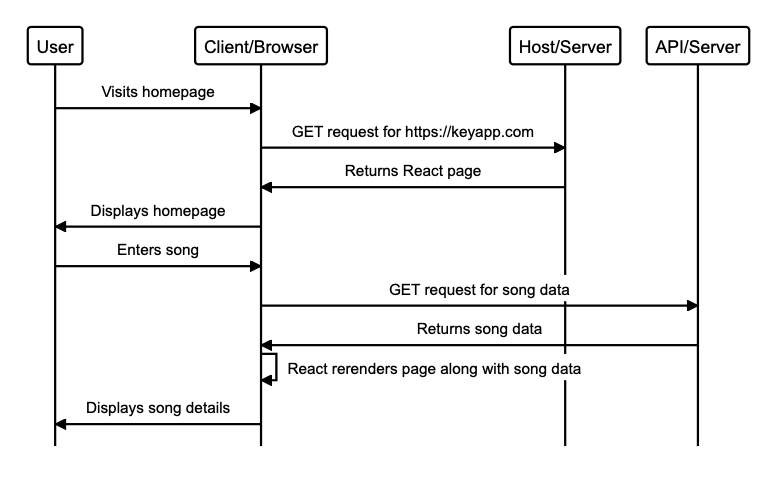 User
Client/Browser
Host/Server
API/Server
Visits homepage
GET request for https://keyapp.com
Returns React page
Displays homepage
Enters song
GET request for song data
Returns song data
React rerenders page along with song data
Displays song details